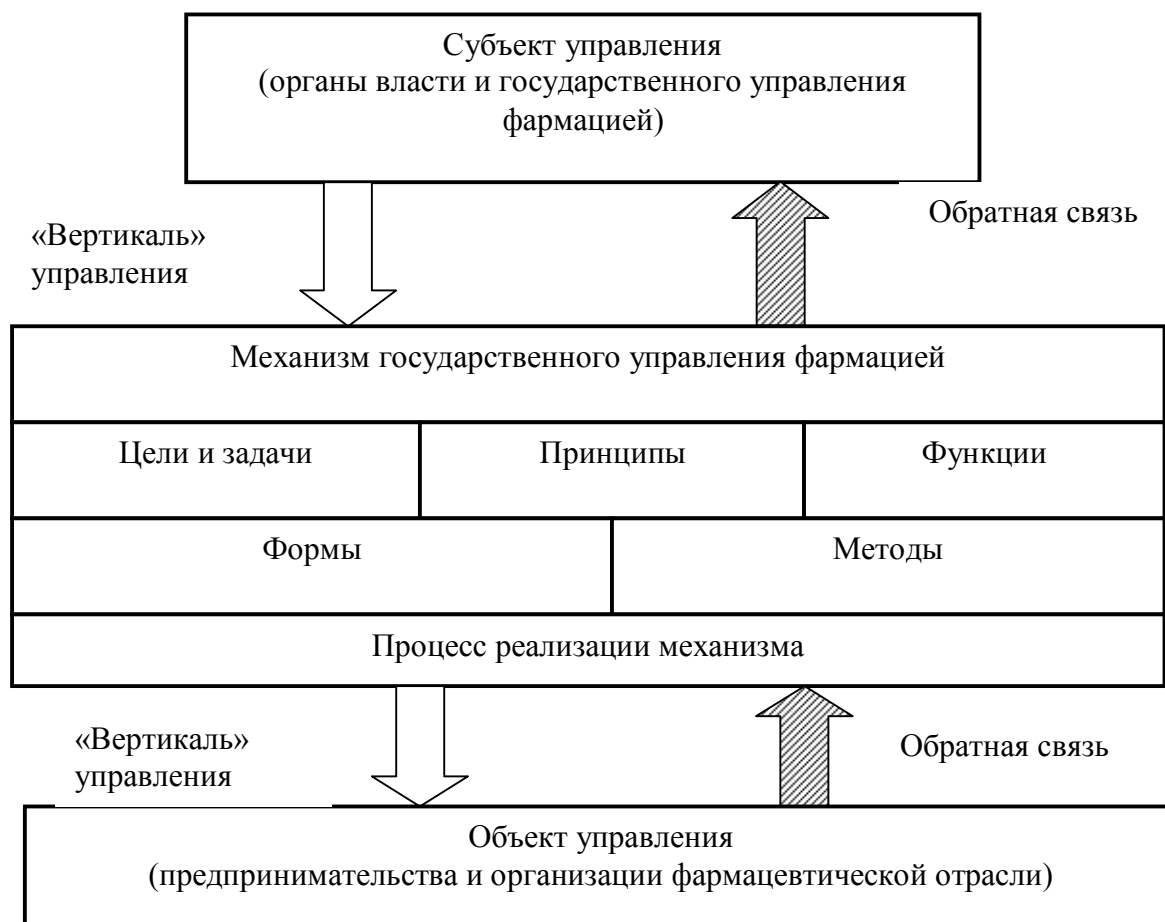 Субъект управления
(органы власти и государственного управления
фармацией)
«Вертикаль»
управления
Обратная связь
Механизм государственного управления фармацией
Цели и задачи
Принципы
Функции
Формы
Методы
Процесс реализации механизма
«Вертикаль»
управления
Обратная связь
Объект управления
(предпринимательства и организации фармацевтической отрасли)